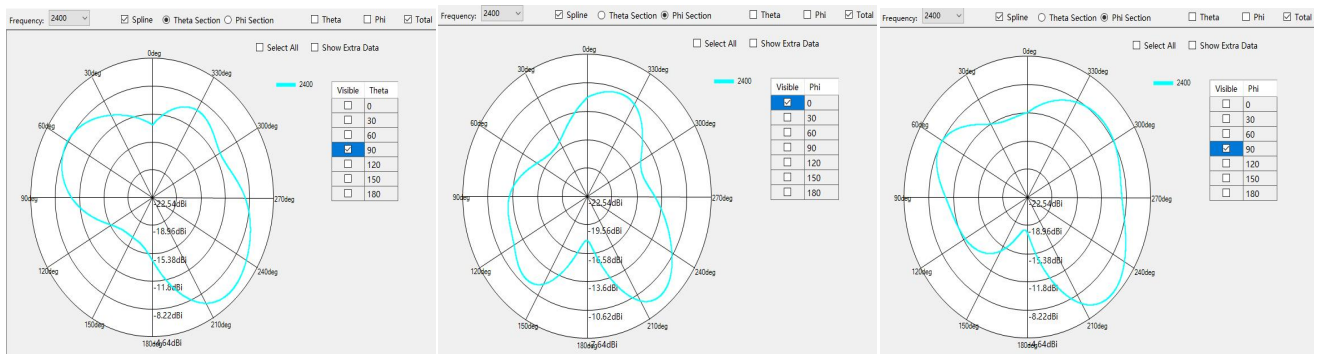 Frequency: 2400 Spline Theta Section Phi Section Theta Phi Total
Select All Show Extra Data
0deg
30deg 330deg
2400
Visible Theta
0
30
60deg 300deg
60
90
120
150
180
90deg -22.54dBi 270deg
-18.96dBi
-15.38dBi
120deg 240deg
-11.8dBi
-8.22dBi
150deg 210deg
180deg -4.64dBi
Frequency: 2400 Spline Theta Section Phi Section Theta Phi Total
Select All Show Extra Data
0deg
30deg 330deg
2400
Visible Phi
0
30
60deg 300deg
60
90
120
150
180
90deg -22.54dBi 270deg
-19.56dBi
-16.58dBi
120deg 240deg
-13.6dBi
-10.62dBi
150deg 210deg
180deg -7.64dBi
Frequency: 2400 Spline Theta Section Phi Section Theta Phi Total
Select All Show Extra Data
0deg
30deg 330deg
2400
Visible Phi
0
30
60deg 300deg
60
90
120
150
180
90deg -22.54dBi 270deg
-18.96dBi
-15.38dBi
120deg 240deg
-11.8dBi
-8.22dBi
150deg 210deg
180deg -4.64dBi